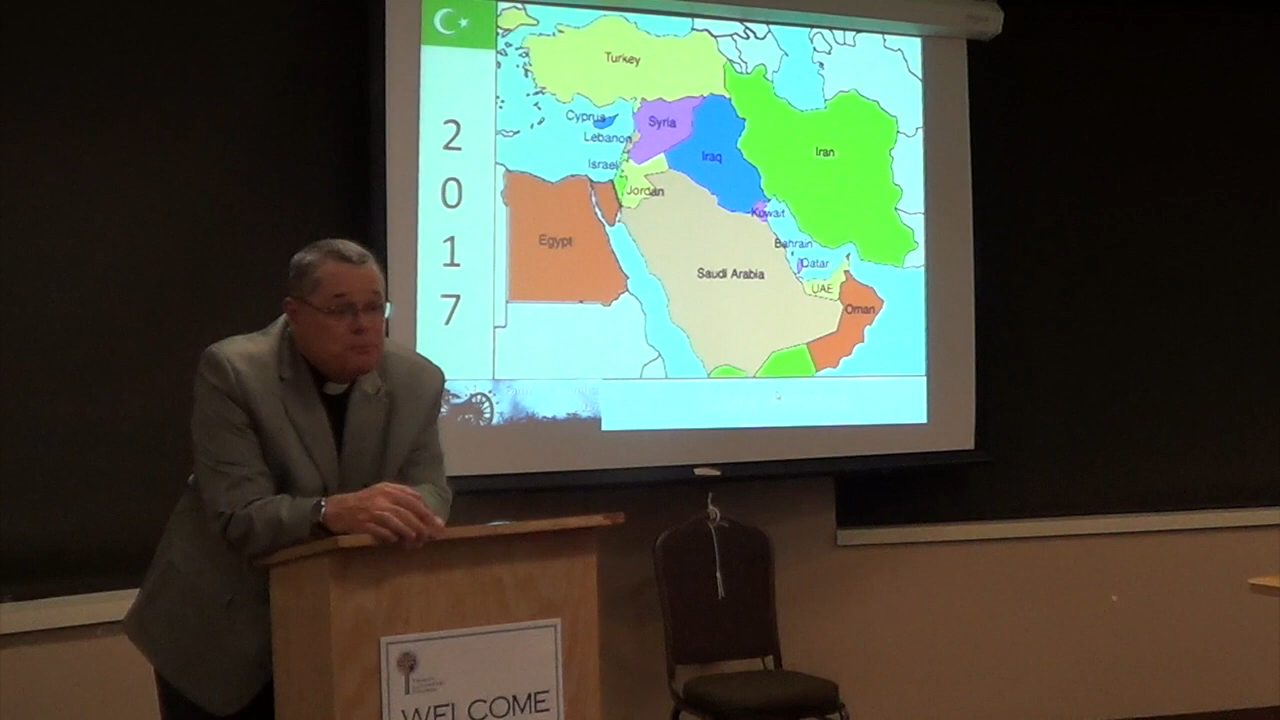 2
0
1
7
Turkey
Cyprus
Syria
Lebanon
Iraq
Iran
Israel
Jordan
Kuwait
Egypt
Bahrain
Qatar
Saudi Arabia
UAE
Oman
WELCOME